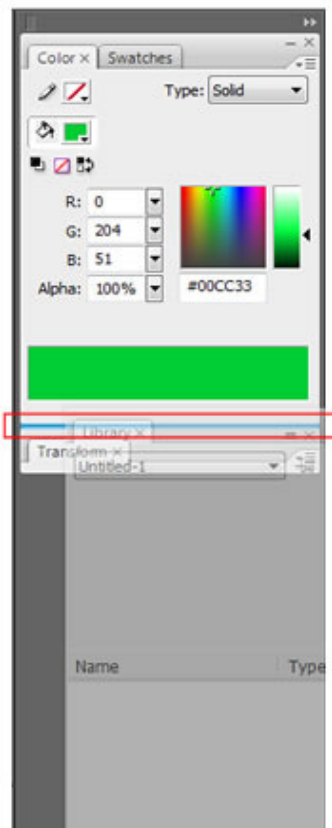 Color × Swatches
Type: Solid
R: 0
G: 204
B: 51
Alpha: 100% #00CC33
Library ×
Transform ×
Untitled-1
Name Type